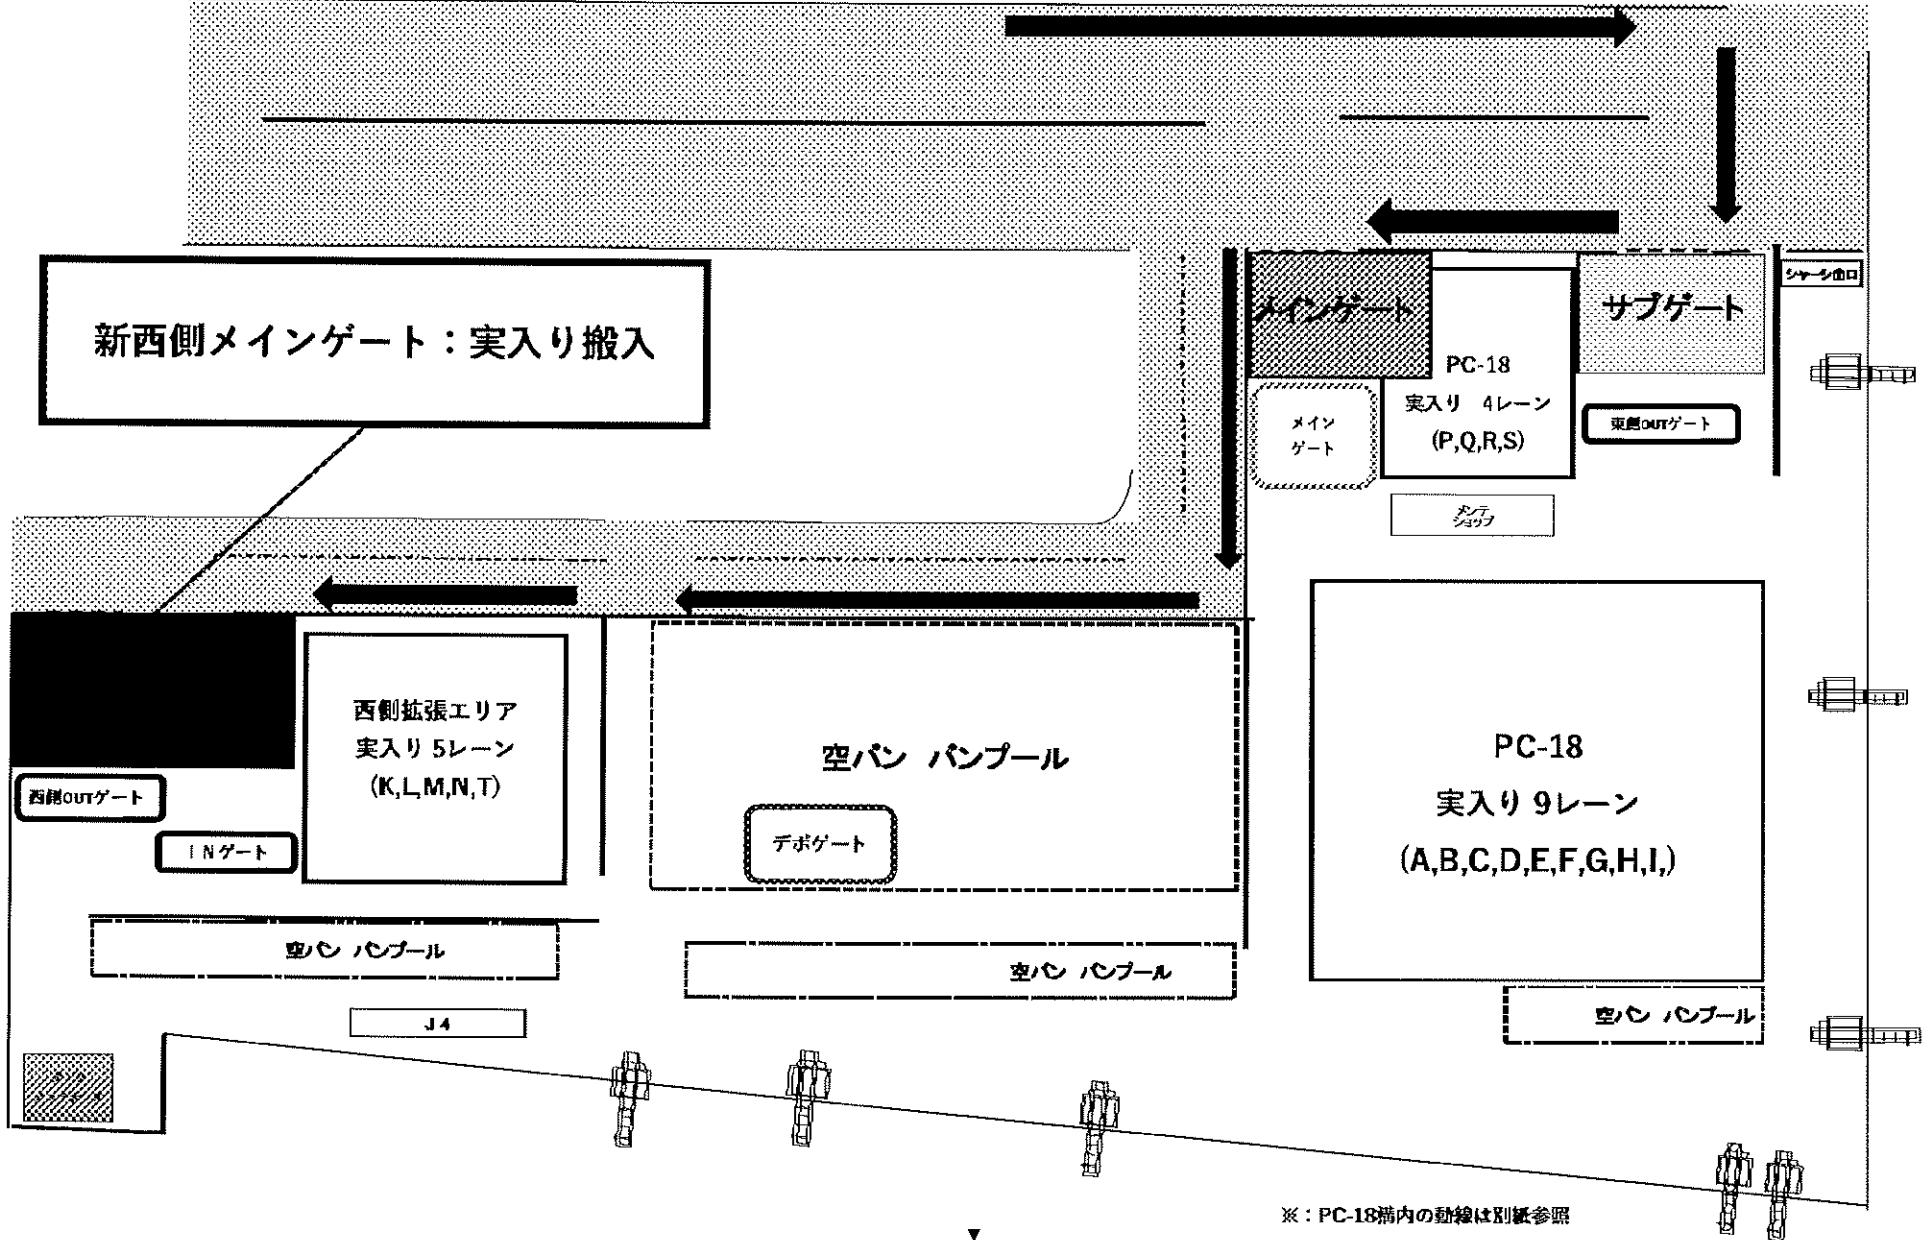 シャーシ出口
メインゲート
サブゲート
新西側メインゲート：実入り搬入
PC-18
実入り　4レーン
(P,Q,R,S)
メイン
ゲート
東側OUTゲート
メンテ
ショップ
西側拡張エリア
実入り 5レーン
(K,L,M,N,T)
空バン　バンプール
デポゲート
PC-18
実入り 9レーン
(A,B,C,D,E,F,G,H,I,)
西側OUTゲート
INゲート
空バン　バンプール
空バン　バンプール
空バン　バンプール
J4
※：PC-18構内の動線は別紙参照